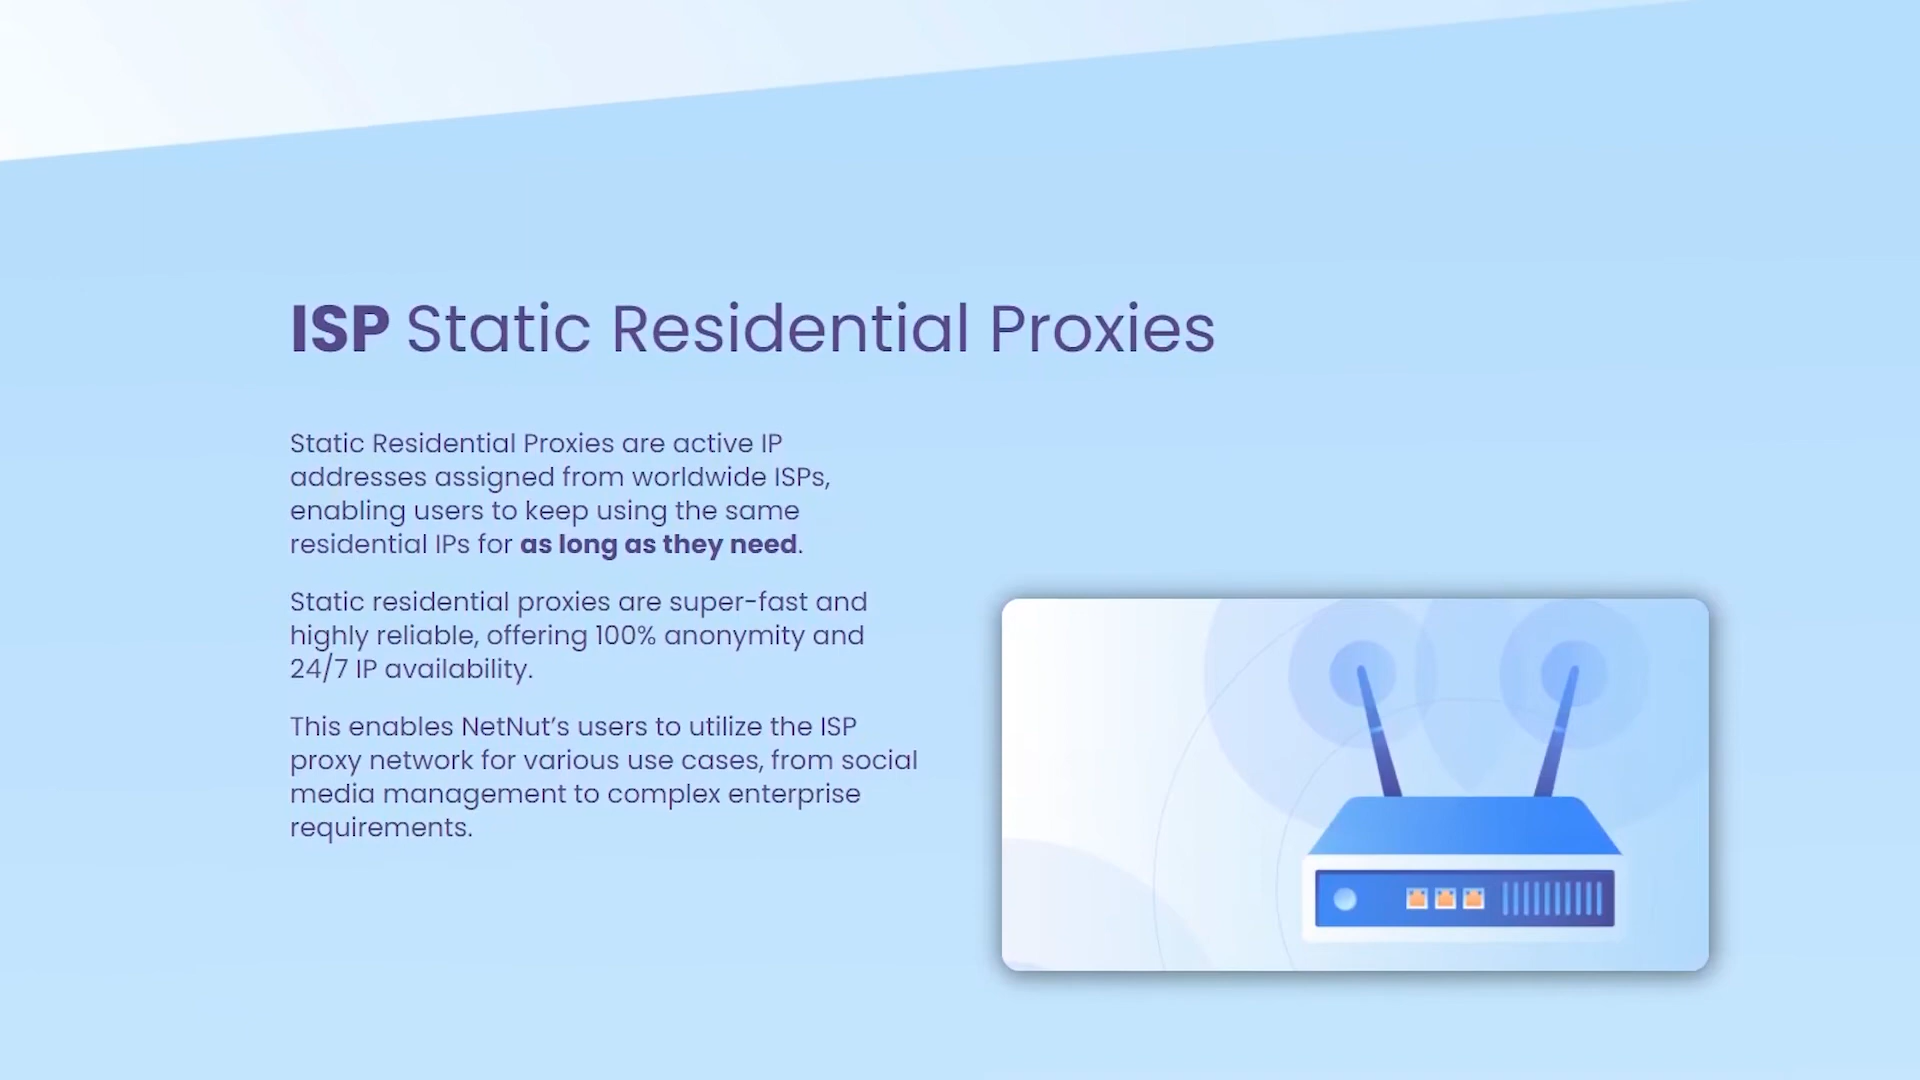 ISP Static Residential Proxies
Static Residential Proxies are active IP
addresses assigned from worldwide ISPs,
enabling users to keep using the same
residential IPs for as long as they need.
Static residential proxies are super-fast and
highly reliable, offering 100% anonymity and
24/7 IP availability.
This enables NetNut’s users to utilize the ISP
proxy network for various use cases, from social
media management to complex enterprise
requirements.